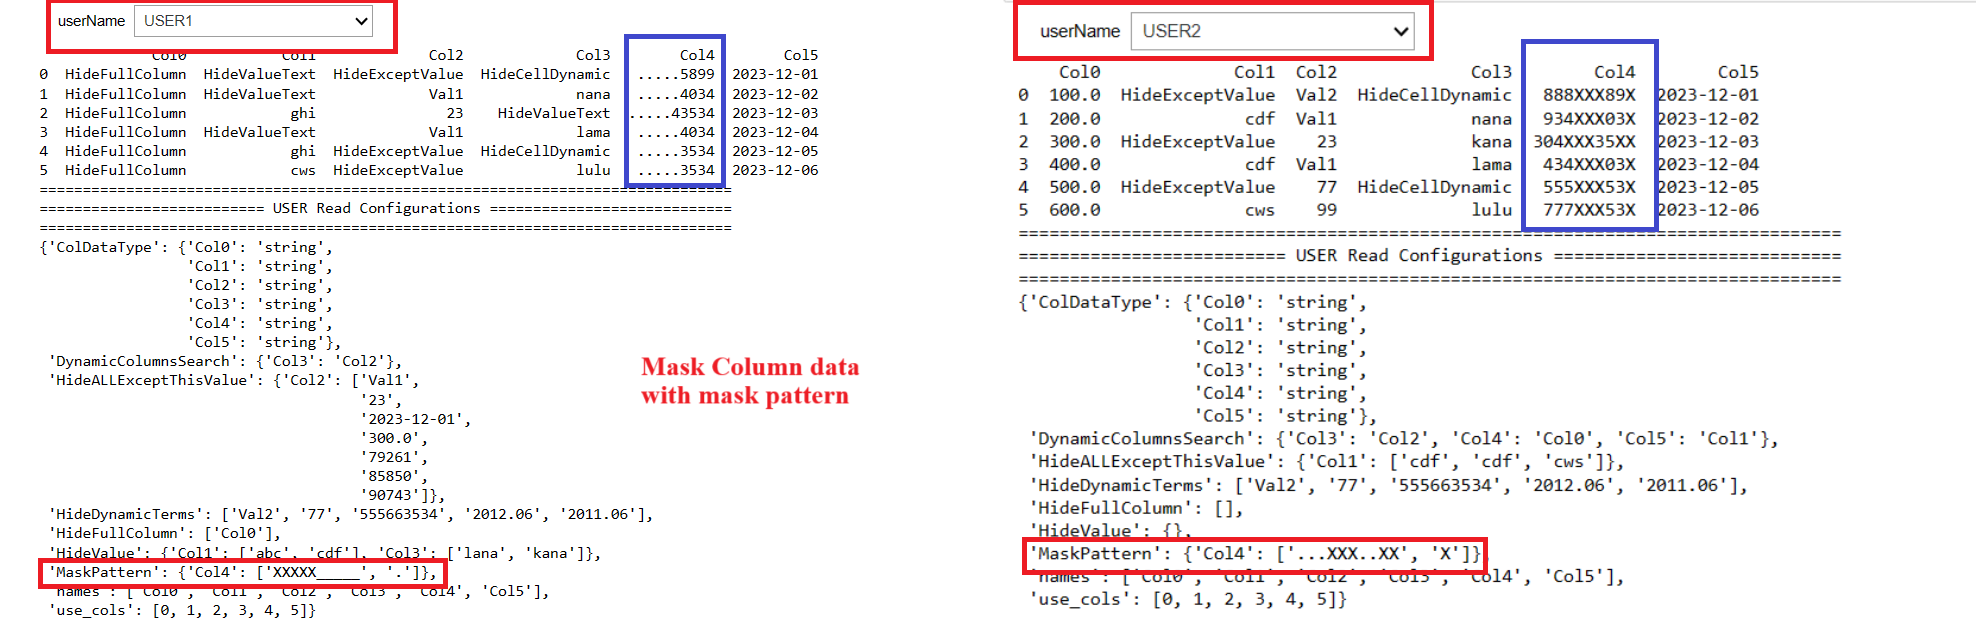 userName USER1
Col0 Col1 Col2 Col3 Col4 Col5
0 HideFullColumn HideValueText HideExceptValue HideCellDynamic .....5899 2023-12-01
1 HideFullColumn HideValueText Val1 nana .....4034 2023-12-02
2 HideFullColumn ghi 23 HideValueText .....43534 2023-12-03
3 HideFullColumn HideValueText Val1 lama .....4034 2023-12-04
4 HideFullColumn ghi HideExceptValue HideCellDynamic .....3534 2023-12-05
5 HideFullColumn cws HideExceptValue lulu .....3534 2023-12-06
================================================================================
========================== USER Read Configurations ============================
================================================================================
{'ColDataType': {'Col0': 'string',
'Col1': 'string',
'Col2': 'string',
'Col3': 'string',
'Col4': 'string',
'Col5': 'string'},
'DynamicColumnsSearch': {'Col3': 'Col2'},
'HideALLExceptThisValue': {'Col2': ['Val1',
'23',
'2023-12-01',
'300.0',
'79261',
'85850',
'90743']},
'HideDynamicTerms': ['Val2', '77', '555663534', '2012.06', '2011.06'],
'HideFullColumn': ['Col0'],
'HideValue': {'Col1': ['abc', 'cdf'], 'Col3': ['lana', 'kana']},
'MaskPattern': {'Col4': ['XXXXX_____', '.']},
'names': ['Col0', 'Col1', 'Col2', 'Col3', 'Col4', 'Col5'],
'use_cols': [0, 1, 2, 3, 4, 5]}
Mask Column data
with mask pattern
userName USER2
Col0 Col1 Col2 Col3 Col4 Col5
0 100.0 HideExceptValue Val2 HideCellDynamic 888XXX89X 2023-12-01
1 200.0 cdf Val1 nana 934XXX03X 2023-12-02
2 300.0 HideExceptValue 23 kana 304XXX35XX 2023-12-03
3 400.0 cdf Val1 lama 434XXX03X 2023-12-04
4 500.0 HideExceptValue 77 HideCellDynamic 555XXX53X 2023-12-05
5 600.0 cws 99 lulu 777XXX53X 2023-12-06
================================================================================
========================== USER Read Configurations ============================
================================================================================
{'ColDataType': {'Col0': 'string',
'Col1': 'string',
'Col2': 'string',
'Col3': 'string',
'Col4': 'string',
'Col5': 'string'},
'DynamicColumnsSearch': {'Col3': 'Col2', 'Col4': 'Col0', 'Col5': 'Col1'},
'HideALLExceptThisValue': {'Col1': ['cdf', 'cdf', 'cws']},
'HideDynamicTerms': ['Val2', '77', '555663534', '2012.06', '2011.06'],
'HideFullColumn': [],
'HideValue': {},
'MaskPattern': {'Col4': ['...XXX..XX', 'X']}
'names': ['Col0', 'Col1', 'Col2', 'Col3', 'Col4', 'Col5'],
'use_cols': [0, 1, 2, 3, 4, 5]}